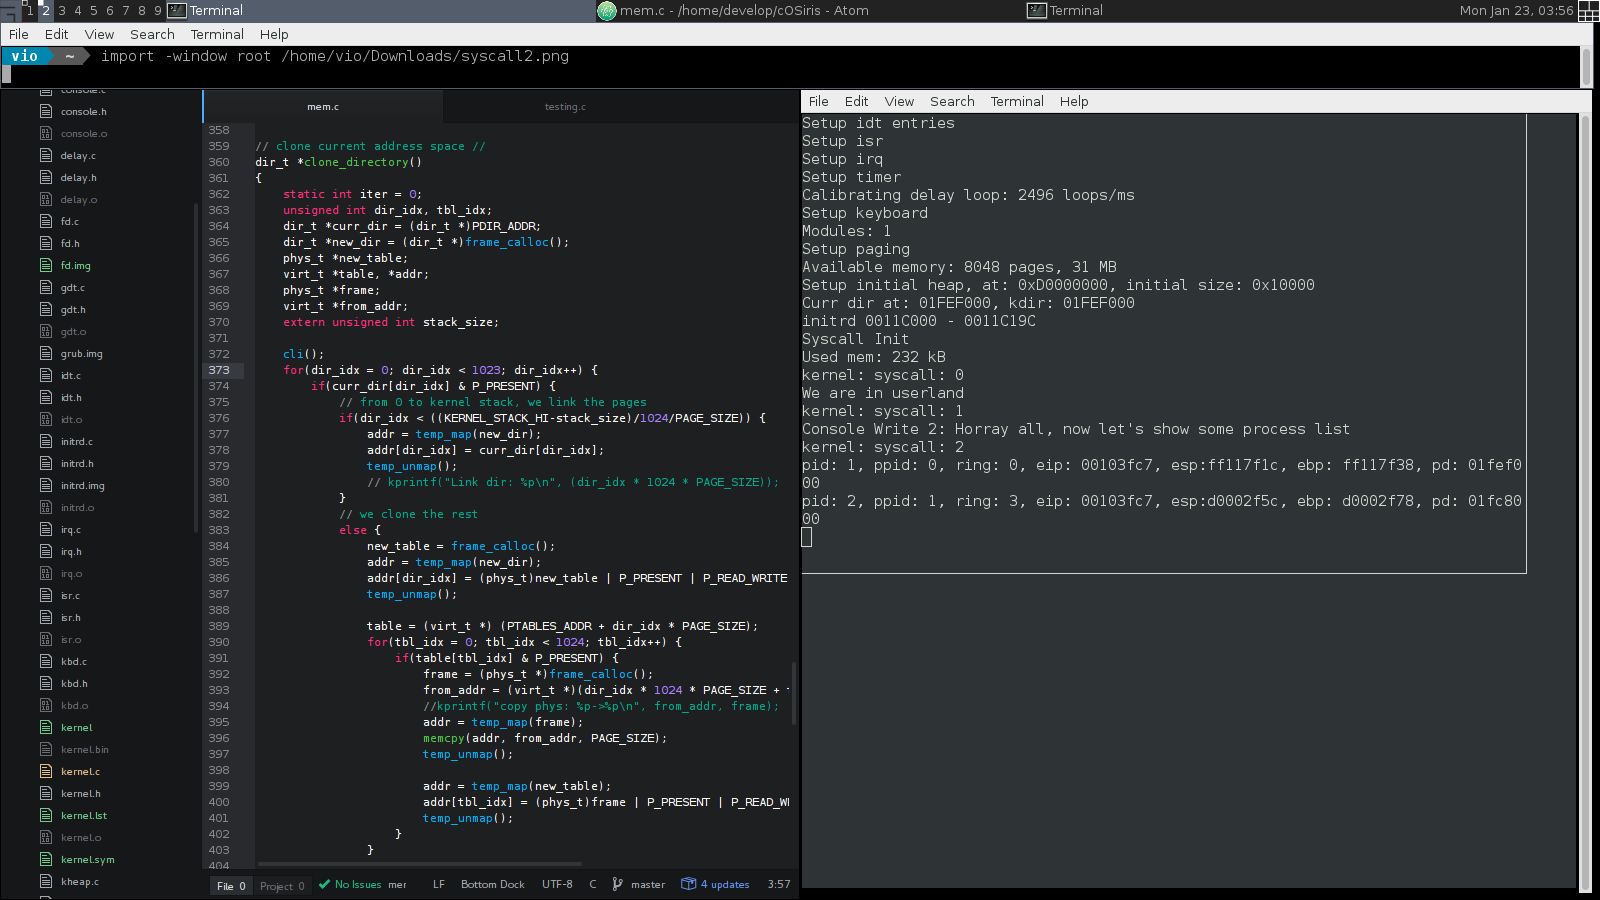 1 2 3 4 5 6 7 8 9 Terminal mem.c - /home/develop/cOSiris - Atom Terminal Mon Jan 23, 03:56
File Edit View Search Terminal Help
vio ~ import -window root /home/vio/Downloads/syscall2.png
console.c
console.h
console.o
delay.c
delay.h
delay.o
fd.c
fd.h
fd.img
gdt.c
gdt.h
gdt.o
grub.img
idt.c
idt.h
idt.o
initrd.c
initrd.h
initrd.img
initrd.o
irq.c
irq.h
irq.o
isr.c
isr.h
isr.o
kbd.c
kbd.h
kbd.o
kernel
kernel.bin
kernel.c
kernel.h
kernel.lst
kernel.o
kernel.sym
kheap.c
mem.c testing.c
358
359 // clone current address space //
360 dir_t *clone_directory()
361 {
362 static int iter = 0;
363 unsigned int dir_idx, tbl_idx;
364 dir_t *curr_dir = (dir_t *)PDIR_ADDR;
365 dir_t *new_dir = (dir_t *)frame_calloc();
366 phys_t *new_table;
367 virt_t *table, *addr;
368 phys_t *frame;
369 virt_t *from_addr;
370 extern unsigned int stack_size;
371
372 cli();
373 for(dir_idx = 0; dir_idx < 1023; dir_idx++) {
374 if(curr_dir[dir_idx] & P_PRESENT) {
375 // from 0 to kernel stack, we link the pages
376 if(dir_idx < ((KERNEL_STACK_HI-stack_size)/1024/PAGE_SIZE)) {
377 addr = temp_map(new_dir);
378 addr[dir_idx] = curr_dir[dir_idx];
379 temp_unmap();
380 // kprintf("Link dir: %p\n", (dir_idx * 1024 * PAGE_SIZE));
381 }
382 // we clone the rest
383 else {
384 new_table = frame_calloc();
385 addr = temp_map(new_dir);
386 addr[dir_idx] = (phys_t)new_table | P_PRESENT | P_READ_WRITE
387 temp_unmap();
388
389 table = (virt_t *) (PTABLES_ADDR + dir_idx * PAGE_SIZE);
390 for(tbl_idx = 0; tbl_idx < 1024; tbl_idx++) {
391 if(table[tbl_idx] & P_PRESENT) {
392 frame = (phys_t *)frame_calloc();
393 from_addr = (virt_t *)(dir_idx * 1024 * PAGE_SIZE +
394 //kprintf("copy phys: %p->%p\n", from_addr, frame);
395 addr = temp_map(frame);
396 memcpy(addr, from_addr, PAGE_SIZE);
397 temp_unmap();
398
399 addr = temp_map(new_table);
400 addr[tbl_idx] = (phys_t)frame | P_PRESENT | P_READ_W
401 temp_unmap();
402 }
403 }
404
File 0 Project 0 No Issues mer LF Bottom Dock UTF-8 C master 4 updates 3:57
File Edit View Search Terminal Help
Setup idt entries
Setup isr
Setup irq
Setup timer
Calibrating delay loop: 2496 loops/ms
Setup keyboard
Modules: 1
Setup paging
Available memory: 8048 pages, 31 MB
Setup initial heap, at: 0xD0000000, initial size: 0x10000
Curr dir at: 01FEF000, kdir: 01FEF000
initrd 0011C000 - 0011C19C
Syscall Init
Used mem: 232 kB
kernel: syscall: 0
We are in userland
kernel: syscall: 1
Console Write 2: Horray all, now let's show some process list
kernel: syscall: 2
pid: 1, ppid: 0, ring: 0, eip: 00103fc7, esp:ff117f1c, ebp: ff117f38, pd: 01fef0
00
pid: 2, ppid: 1, ring: 3, eip: 00103fc7, esp:d0002f5c, ebp: d0002f78, pd: 01fc80
00